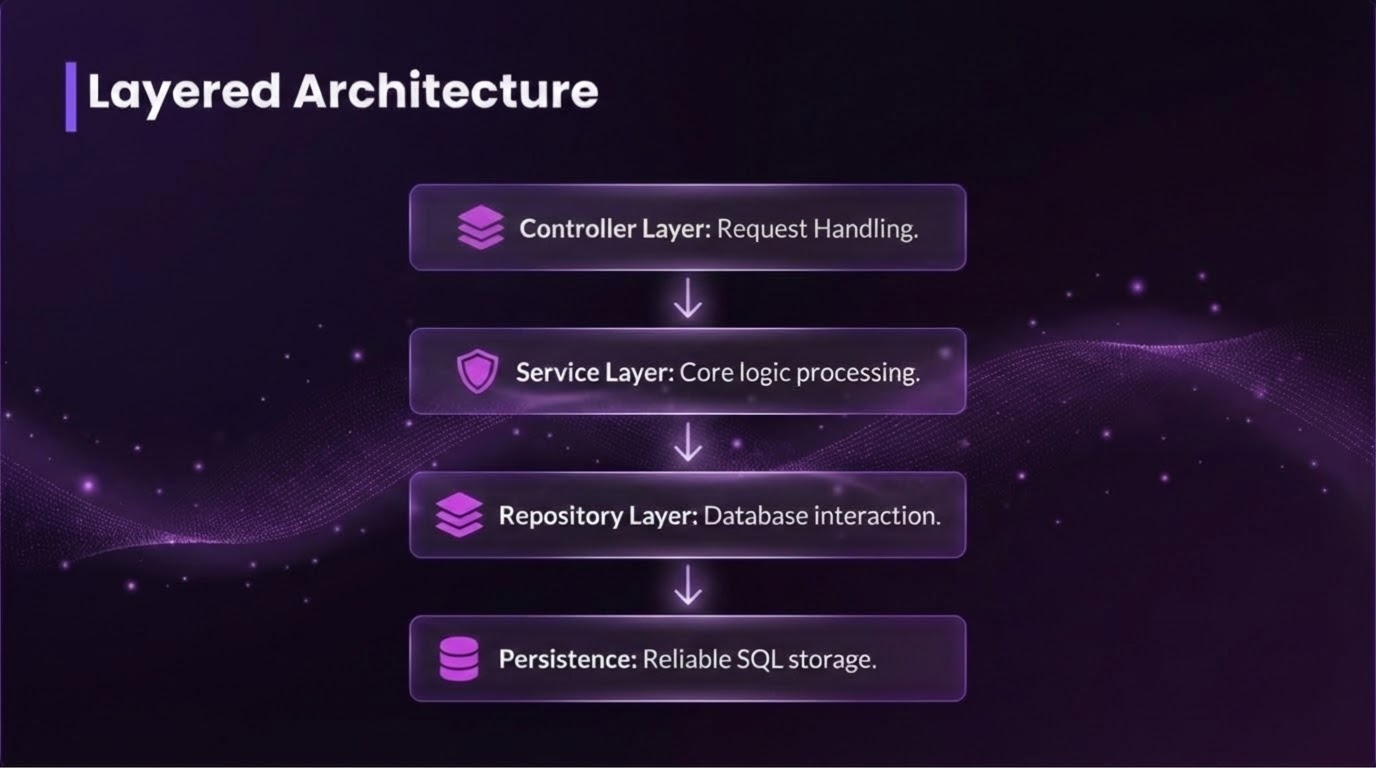 Layered Architecture
Controller Layer: Request Handling.
Service Layer: Core logic processing.
Repository Layer: Database interaction.
Persistence: Reliable SQL storage.